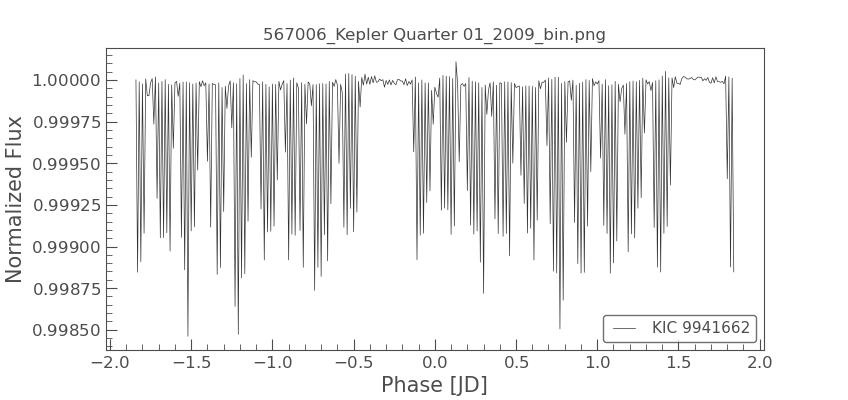 567006_Kepler Quarter 01_2009_bin.png
Normalized Flux
1.00000
0.99975
0.99950
0.99925
0.99900
0.99875
0.99850
KIC 9941662
−2.0 −1.5 −1.0 −0.5 0.0 0.5 1.0 1.5 2.0
Phase [JD]